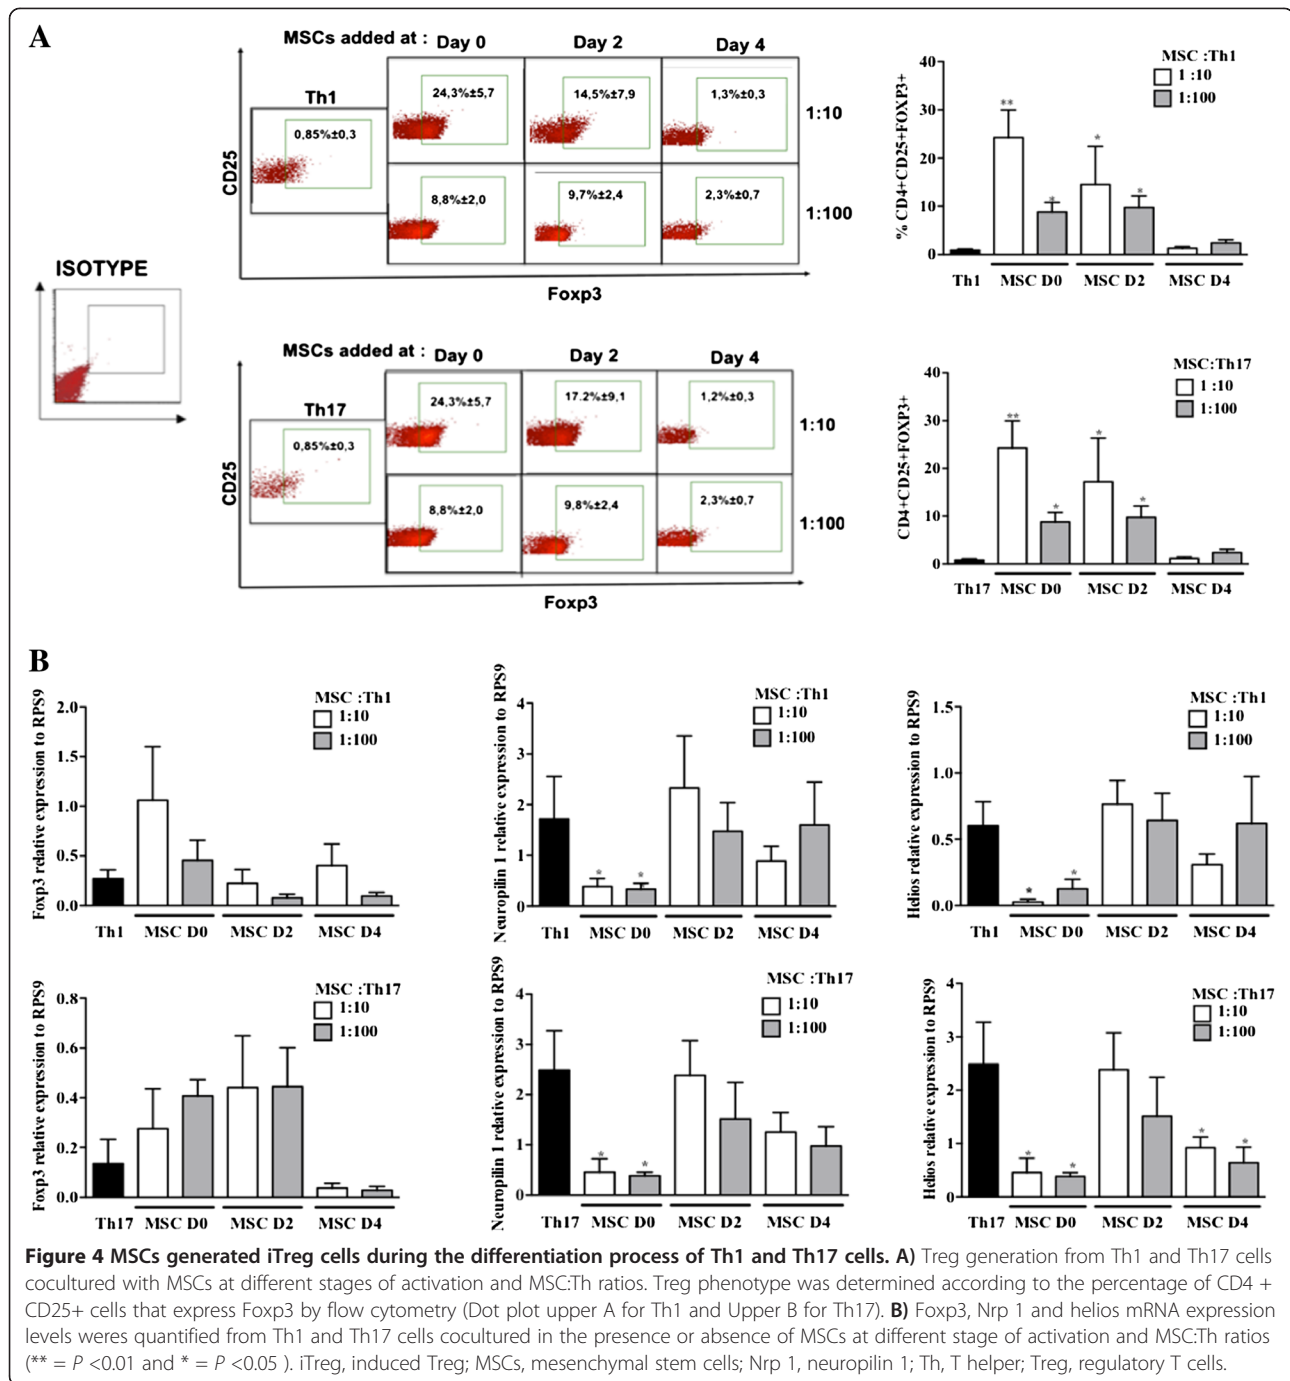 A
MSCs added at : Day 0 Day 2 Day 4
Th1
0,85%±0,3
24,3%±5,7
14,5%±7,9
1,3%±0,3
1:10
8,8%±2,0
9,7%±2,4
2,3%±0,7
1:100
CD25
Foxp3
ISOTYPE
MSC :Th1
1 :10
1:100
% CD4+CD25+FOXP3+
40
30
20
10
0
**
*
*
*
Th1 MSC D0 MSC D2 MSC D4
MSCs added at : Day 0 Day 2 Day 4
Th17
0,85%±0,3
24,3%±5,7
17.2%±9,1
1,2%±0,3
1:10
8,8%±2,0
9,8%±2,4
2,3%±0,7
1:100
CD25
Foxp3
MSC:Th17
1 :10
1:100
CD4+CD25+FOXP3+
40
30
20
10
0
**
*
*
*
Th17 MSC D0 MSC D2 MSC D4
B
MSC :Th1
1:10
1:100
Foxp3 relative expression to RPS9
2.0
1.5
1.0
0.5
0.0
Th1 MSC D0 MSC D2 MSC D4
MSC :Th1
1:10
1:100
Neuropilin 1 relative expression to RPS9
4
3
2
1
0
*
*
Th1 MSC D0 MSC D2 MSC D4
MSC :Th1
1:10
1:100
Helios relative expression to RPS9
1.5
1.0
0.5
0.0
*
*
Th1 MSC D0 MSC D2 MSC D4
MSC :Th17
1:10
1:100
Foxp3 relative expression to RPS9
0.8
0.6
0.4
0.2
0.0
Th17 MSC D0 MSC D2 MSC D4
MSC :Th17
1:10
1:100
Neuropilin 1 relative expression to RPS9
4
3
2
1
0
*
*
Th17 MSC D0 MSC D2 MSC D4
MSC :Th17
1:10
1:100
Helios relative expression to RPS9
4
3
2
1
0
*
*
*
*
Th17 MSC D0 MSC D2 MSC D4
Figure 4 MSCs generated iTreg cells during the differentiation process of Th1 and Th17 cells. A) Treg generation from Th1 and Th17 cells
cocultured with MSCs at different stages of activation and MSC:Th ratios. Treg phenotype was determined according to the percentage of CD4 +
CD25+ cells that express Foxp3 by flow cytometry (Dot plot upper A for Th1 and Upper B for Th17). B) Foxp3, Nrp 1 and helios mRNA expression
levels weres quantified from Th1 and Th17 cells cocultured in the presence or absence of MSCs at different stage of activation and MSC:Th ratios
(** = P <0.01 and * = P <0.05 ). iTreg, induced Treg; MSCs, mesenchymal stem cells; Nrp 1, neuropilin 1; Th, T helper; Treg, regulatory T cells.